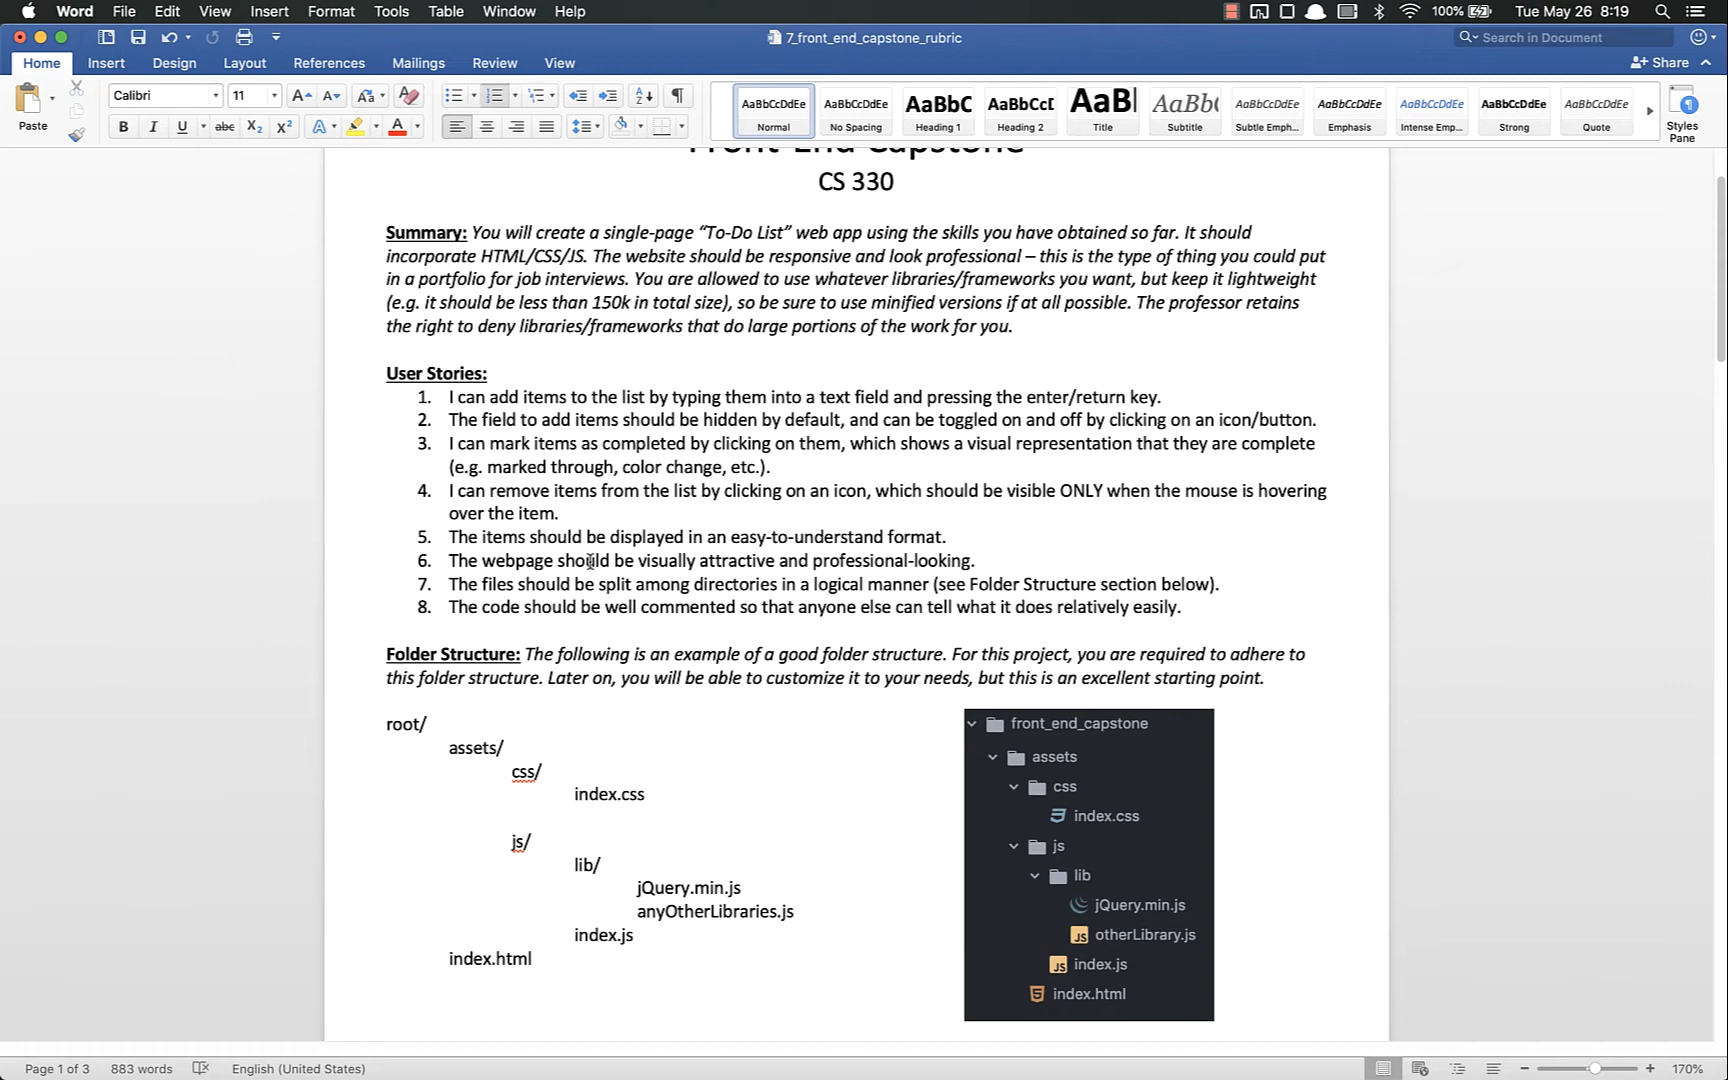 Word File Edit View Insert Format Tools Table Window Help 100% Tue May 26 8:19
7_front_end_capstone_rubric Search in Document
Home Insert Design Layout References Mailings Review View Share
Calibri 11 AaBbCcDdEe AaBbCcDdEe AaBbC AaBbCcD AaBb AaBbC AaBbCcDdEe AaBbCcDdEe AaBbCcDdEe AaBbCcDdEe AaBbCcDdEe
Paste B I U abc X2 X2 A A Normal No Spacing Heading 1 Heading 2 Title Subtitle Subtle Emph... Emphasis Intense Emp... Strong Quote Styles Pane
Front-End Capstone
CS 330
Summary: You will create a single-page “To-Do List” web app using the skills you have obtained so far. It should
incorporate HTML/CSS/JS. The website should be responsive and look professional – this is the type of thing you could put
in a portfolio for job interviews. You are allowed to use whatever libraries/frameworks you want, but keep it lightweight
(e.g. it should be less than 150k in total size), so be sure to use minified versions if at all possible. The professor retains
the right to deny libraries/frameworks that do large portions of the work for you.
User Stories:
1. I can add items to the list by typing them into a text field and pressing the enter/return key.
2. The field to add items should be hidden by default, and can be toggled on and off by clicking on an icon/button.
3. I can mark items as completed by clicking on them, which shows a visual representation that they are complete
(e.g. marked through, color change, etc.).
4. I can remove items from the list by clicking on an icon, which should be visible ONLY when the mouse is hovering
over the item.
5. The items should be displayed in an easy-to-understand format.
6. The webpage should be visually attractive and professional-looking.
7. The files should be split among directories in a logical manner (see Folder Structure section below).
8. The code should be well commented so that anyone else can tell what it does relatively easily.
Folder Structure: The following is an example of a good folder structure. For this project, you are required to adhere to
this folder structure. Later on, you will be able to customize it to your needs, but this is an excellent starting point.
root/
assets/
css/
index.css
js/
lib/
jQuery.min.js
anyOtherLibraries.js
index.js
index.html
front_end_capstone
assets
css
index.css
js
lib
jQuery.min.js
JS otherLibrary.js
JS index.js
index.html
Page 1 of 3 883 words English (United States) 170%